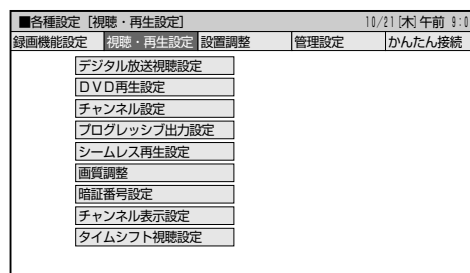 ■各種設定［視聴・再生設定］ 10/21[木]午前 9:0
録画機能設定 視聴・再生設定 設置調整 管理設定 かんたん接続
デジタル放送視聴設定
ＤＶＤ再生設定
チャンネル設定
プログレッシブ出力設定
シームレス再生設定
画質調整
暗証番号設定
チャンネル表示設定
タイムシフト視聴設定